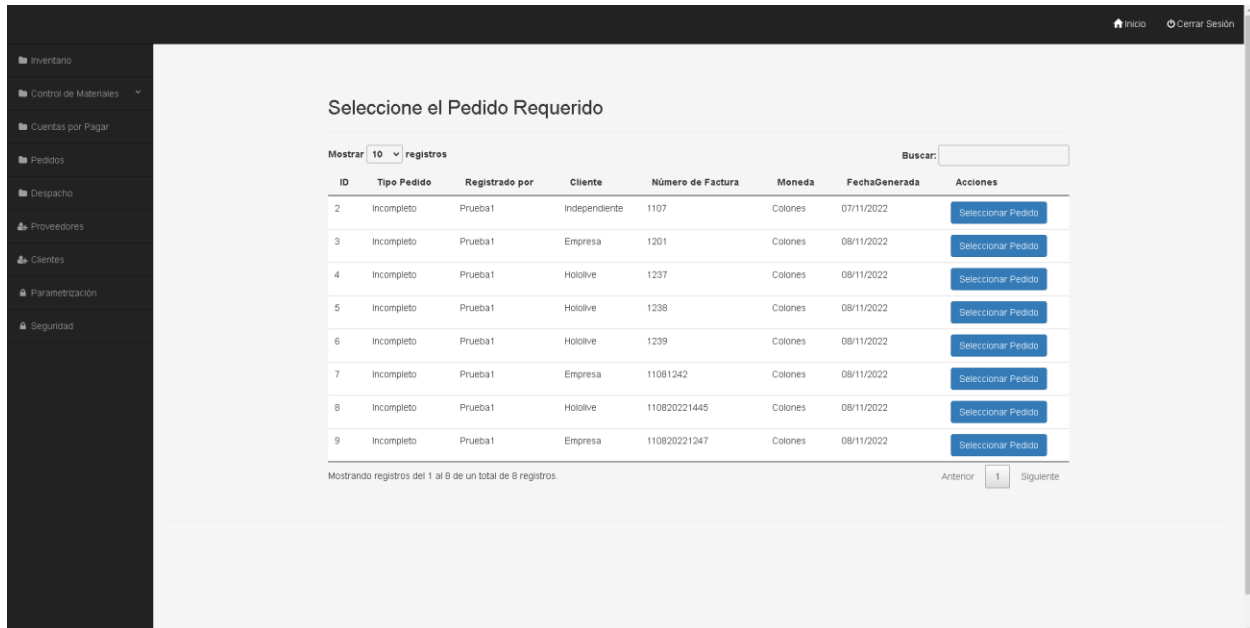 Inicio Cerrar Sesión
Inventario
Control de Materiales
Cuentas por Pagar
Pedidos
Despacho
Proveedores
Clientes
Parametrización
Seguridad
Seleccione el Pedido Requerido
Mostrar 10 registros Buscar:
ID Tipo Pedido Registrado por Cliente Número de Factura Moneda FechaGenerada Acciones
2 Incompleto Prueba1 Independiente 1107 Colones 07/11/2022 Seleccionar Pedido
3 Incompleto Prueba1 Empresa 1201 Colones 08/11/2022 Seleccionar Pedido
4 Incompleto Prueba1 Hololive 1237 Colones 08/11/2022 Seleccionar Pedido
5 Incompleto Prueba1 Hololive 1238 Colones 08/11/2022 Seleccionar Pedido
6 Incompleto Prueba1 Hololive 1239 Colones 08/11/2022 Seleccionar Pedido
7 Incompleto Prueba1 Empresa 11081242 Colones 08/11/2022 Seleccionar Pedido
8 Incompleto Prueba1 Hololive 110820221445 Colones 08/11/2022 Seleccionar Pedido
9 Incompleto Prueba1 Empresa 110820221247 Colones 08/11/2022 Seleccionar Pedido
Mostrando registros del 1 al 8 de un total de 8 registros. Anterior 1 Siguiente